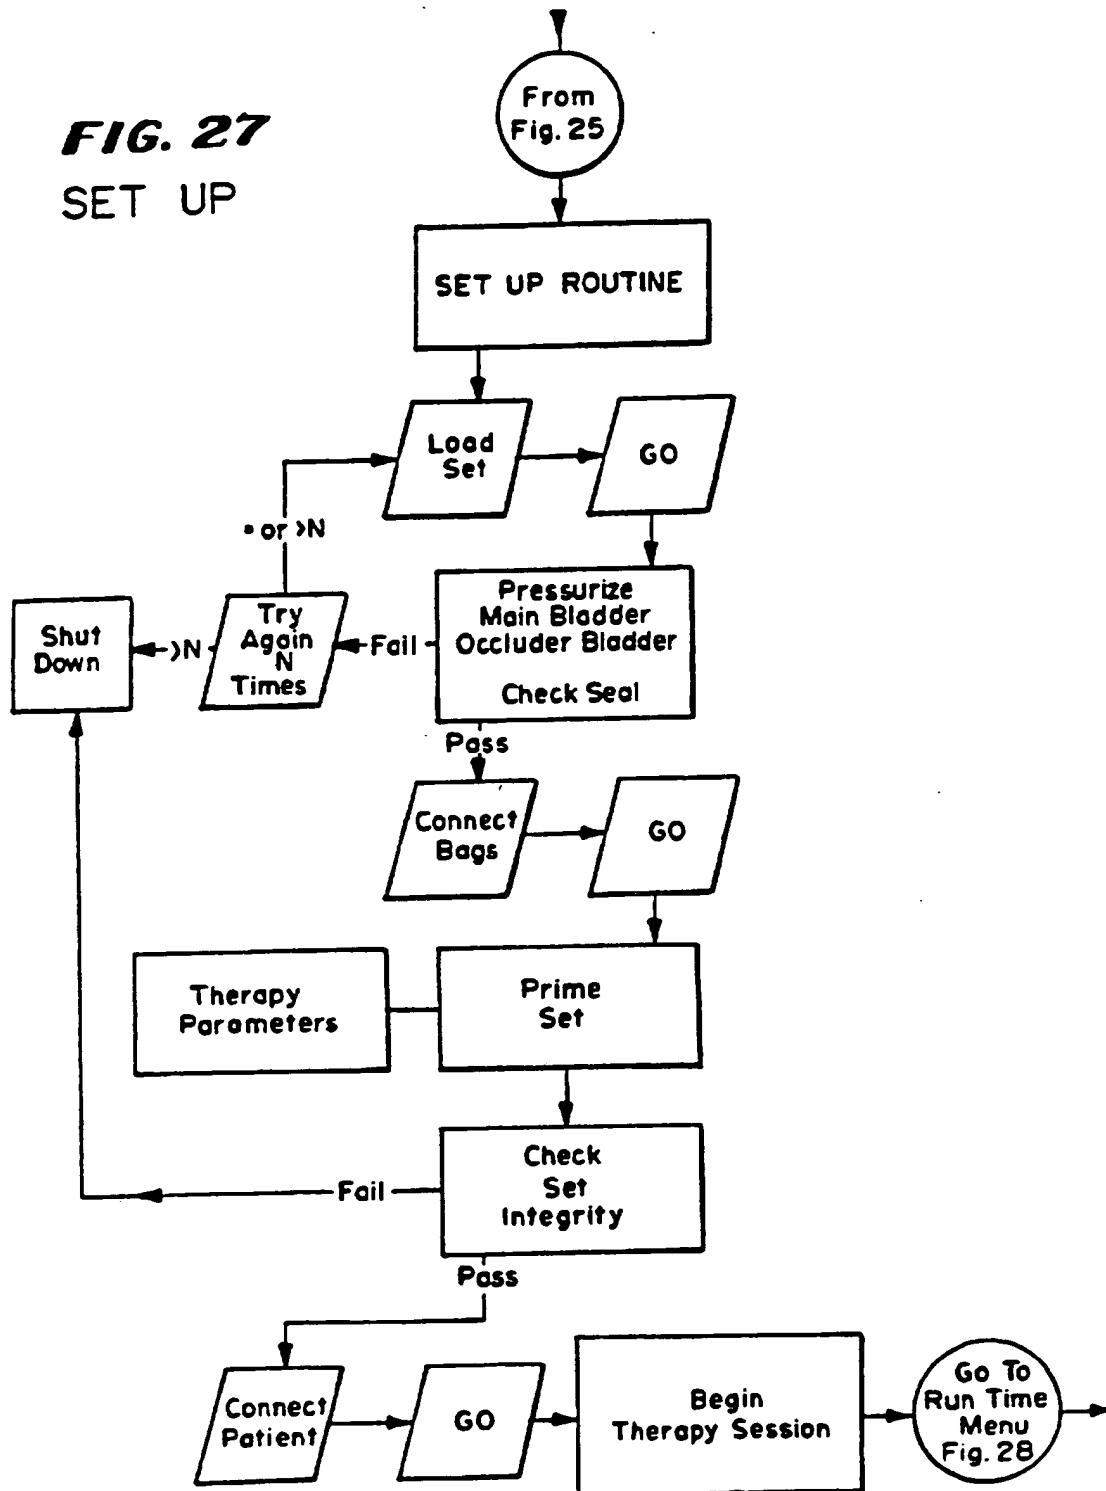 FIG. 27
SET UP
From
Fig. 25
SET UP ROUTINE
Load
Set
GO
= or >N
Pressurize
Main Bladder
Occluder Bladder
Check Seal
Fail
Try
Again
N
Times
>N
Shut
Down
Pass
Connect
Bags
GO
Therapy
Parameters
Prime
Set
Check
Set
Integrity
Fail
Pass
Connect
Patient
GO
Begin
Therapy Session
Go To
Run Time
Menu
Fig. 28